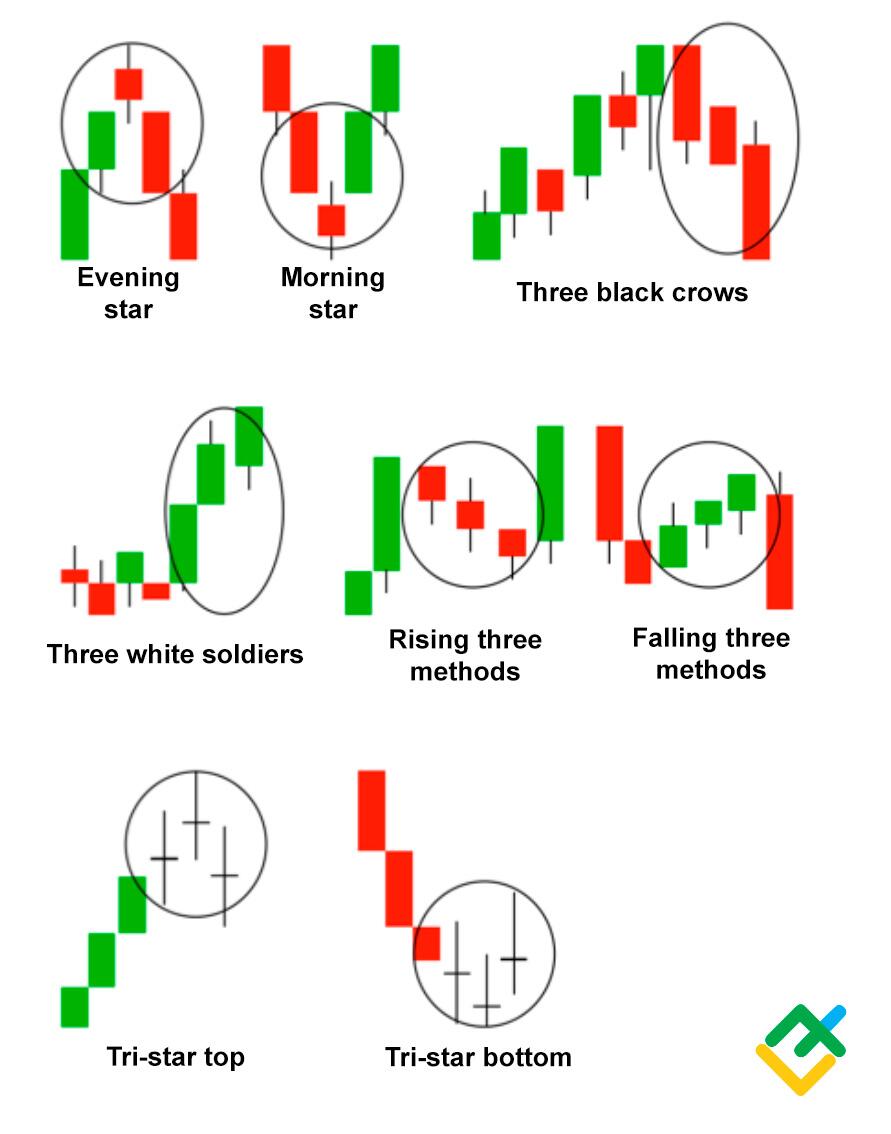 Evening
star
Morning
star
Three black crows
Three white soldiers
Rising three
methods
Falling three
methods
Tri-star top
Tri-star bottom